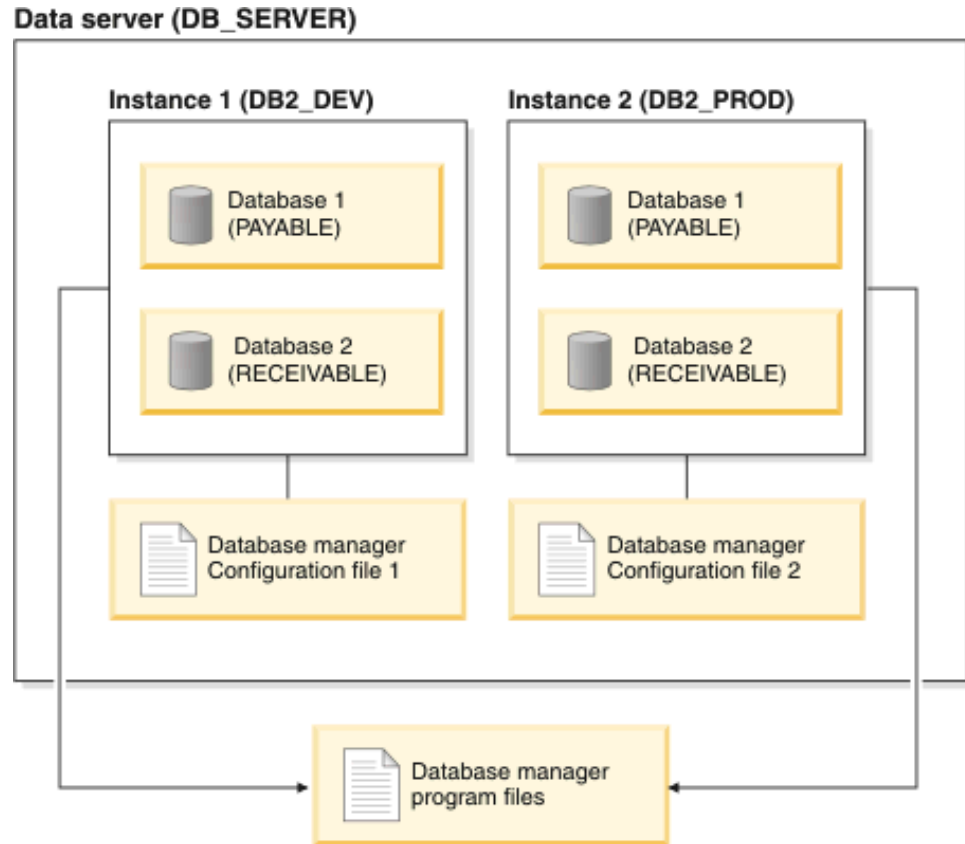 Data server (DB_SERVER)
Instance 1 (DB2_DEV)
Database 1
(PAYABLE)
Database 2
(RECEIVABLE)
Database manager
Configuration file 1
Instance 2 (DB2_PROD)
Database 1
(PAYABLE)
Database 2
(RECEIVABLE)
Database manager
Configuration file 2
Database manager
program files